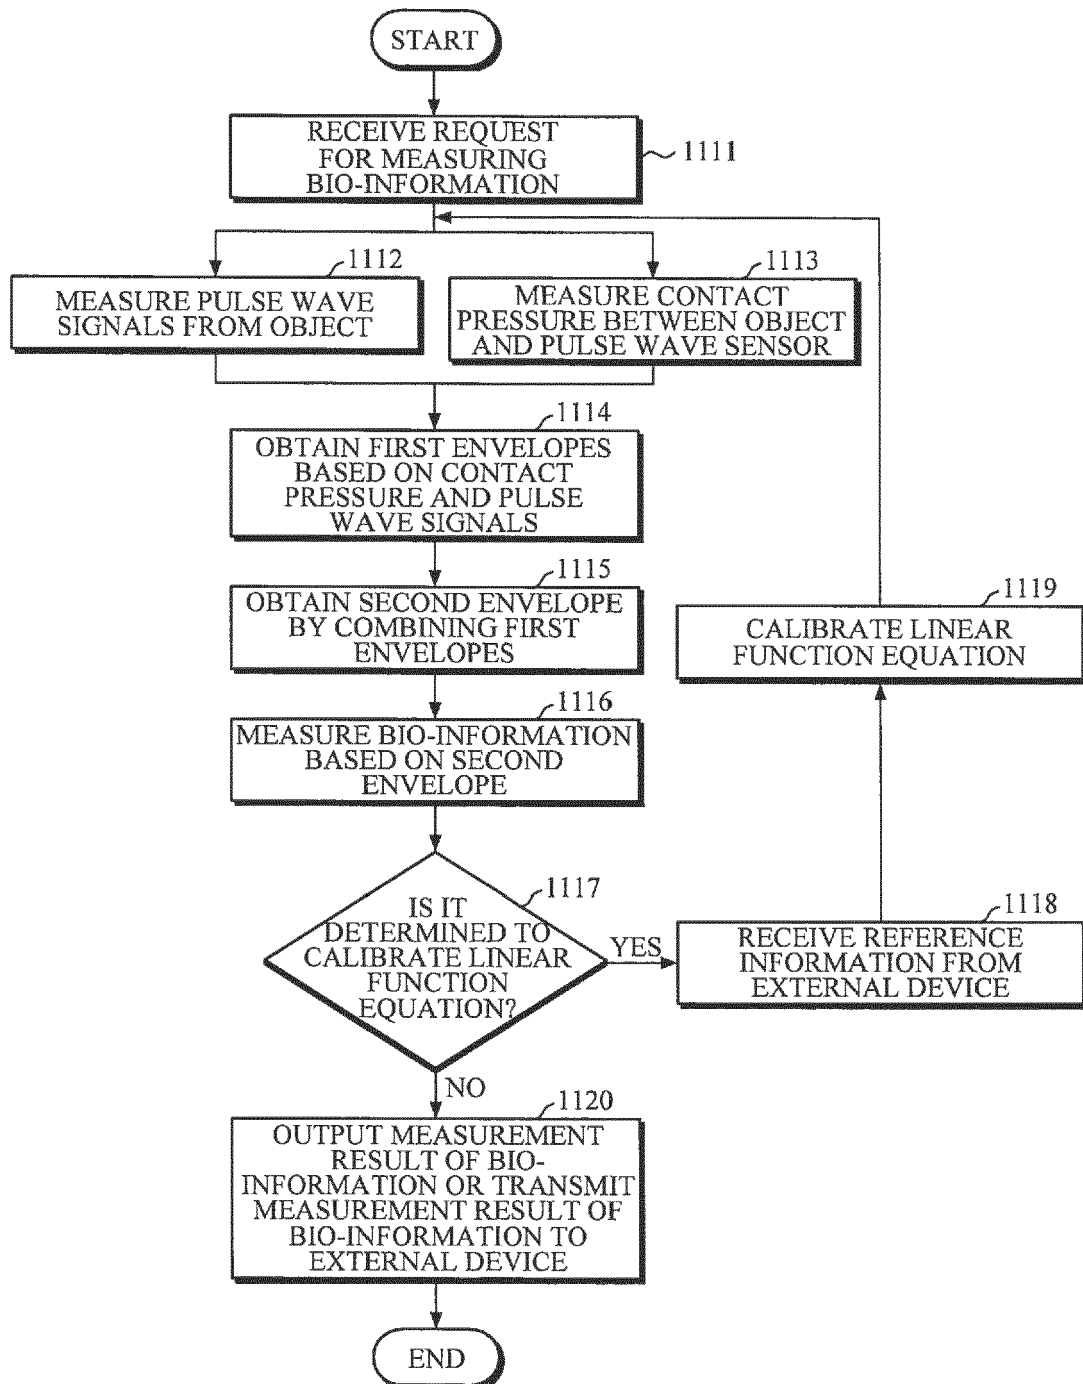 START
RECEIVE REQUEST
FOR MEASURING
BIO-INFORMATION
1111
1112
MEASURE PULSE WAVE
SIGNALS FROM OBJECT
1113
MEASURE CONTACT
PRESSURE BETWEEN OBJECT
AND PULSE WAVE SENSOR
1114
OBTAIN FIRST ENVELOPES
BASED ON CONTACT
PRESSURE AND PULSE
WAVE SIGNALS
1115
OBTAIN SECOND ENVELOPE
BY COMBINING FIRST
ENVELOPES
1119
CALIBRATE LINEAR
FUNCTION EQUATION
1116
MEASURE BIO-INFORMATION
BASED ON SECOND
ENVELOPE
1117
IS IT
DETERMINED TO
CALIBRATE LINEAR
FUNCTION
EQUATION?
YES
1118
RECEIVE REFERENCE
INFORMATION FROM
EXTERNAL DEVICE
NO
1120
OUTPUT MEASUREMENT
RESULT OF BIO-
INFORMATION OR TRANSMIT
MEASUREMENT RESULT OF
BIO-INFORMATION TO
EXTERNAL DEVICE
END